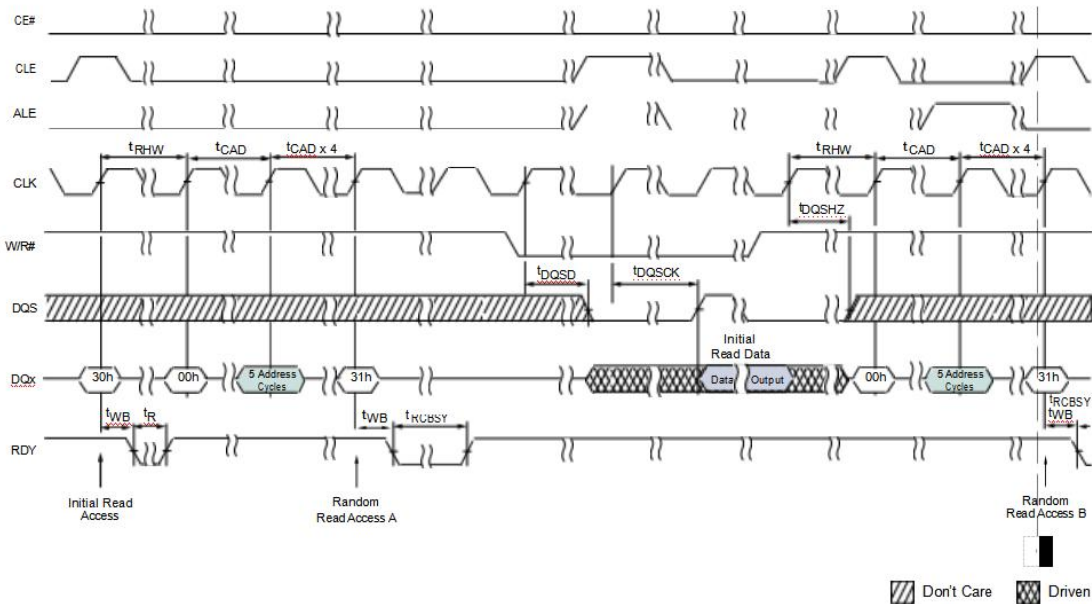 CE#
CLE
ALE
tRHW
tCAD
tCAD x 4
tRHW
tCAD
tCAD x 4
CLK
tDQSHZ
W/R#
tDQSD
tDQSCK
DQS
Initial
Read Data
DQx
30h
00h
5 Address
Cycles
31h
Data
Output
00h
5 Address
Cycles
31h
tWB
tR
tWB
tRCBSY
tRCBSY
tWB
RDY
Initial Read
Access
Random
Read Access A
Random
Read Access B
Don't Care
Driven